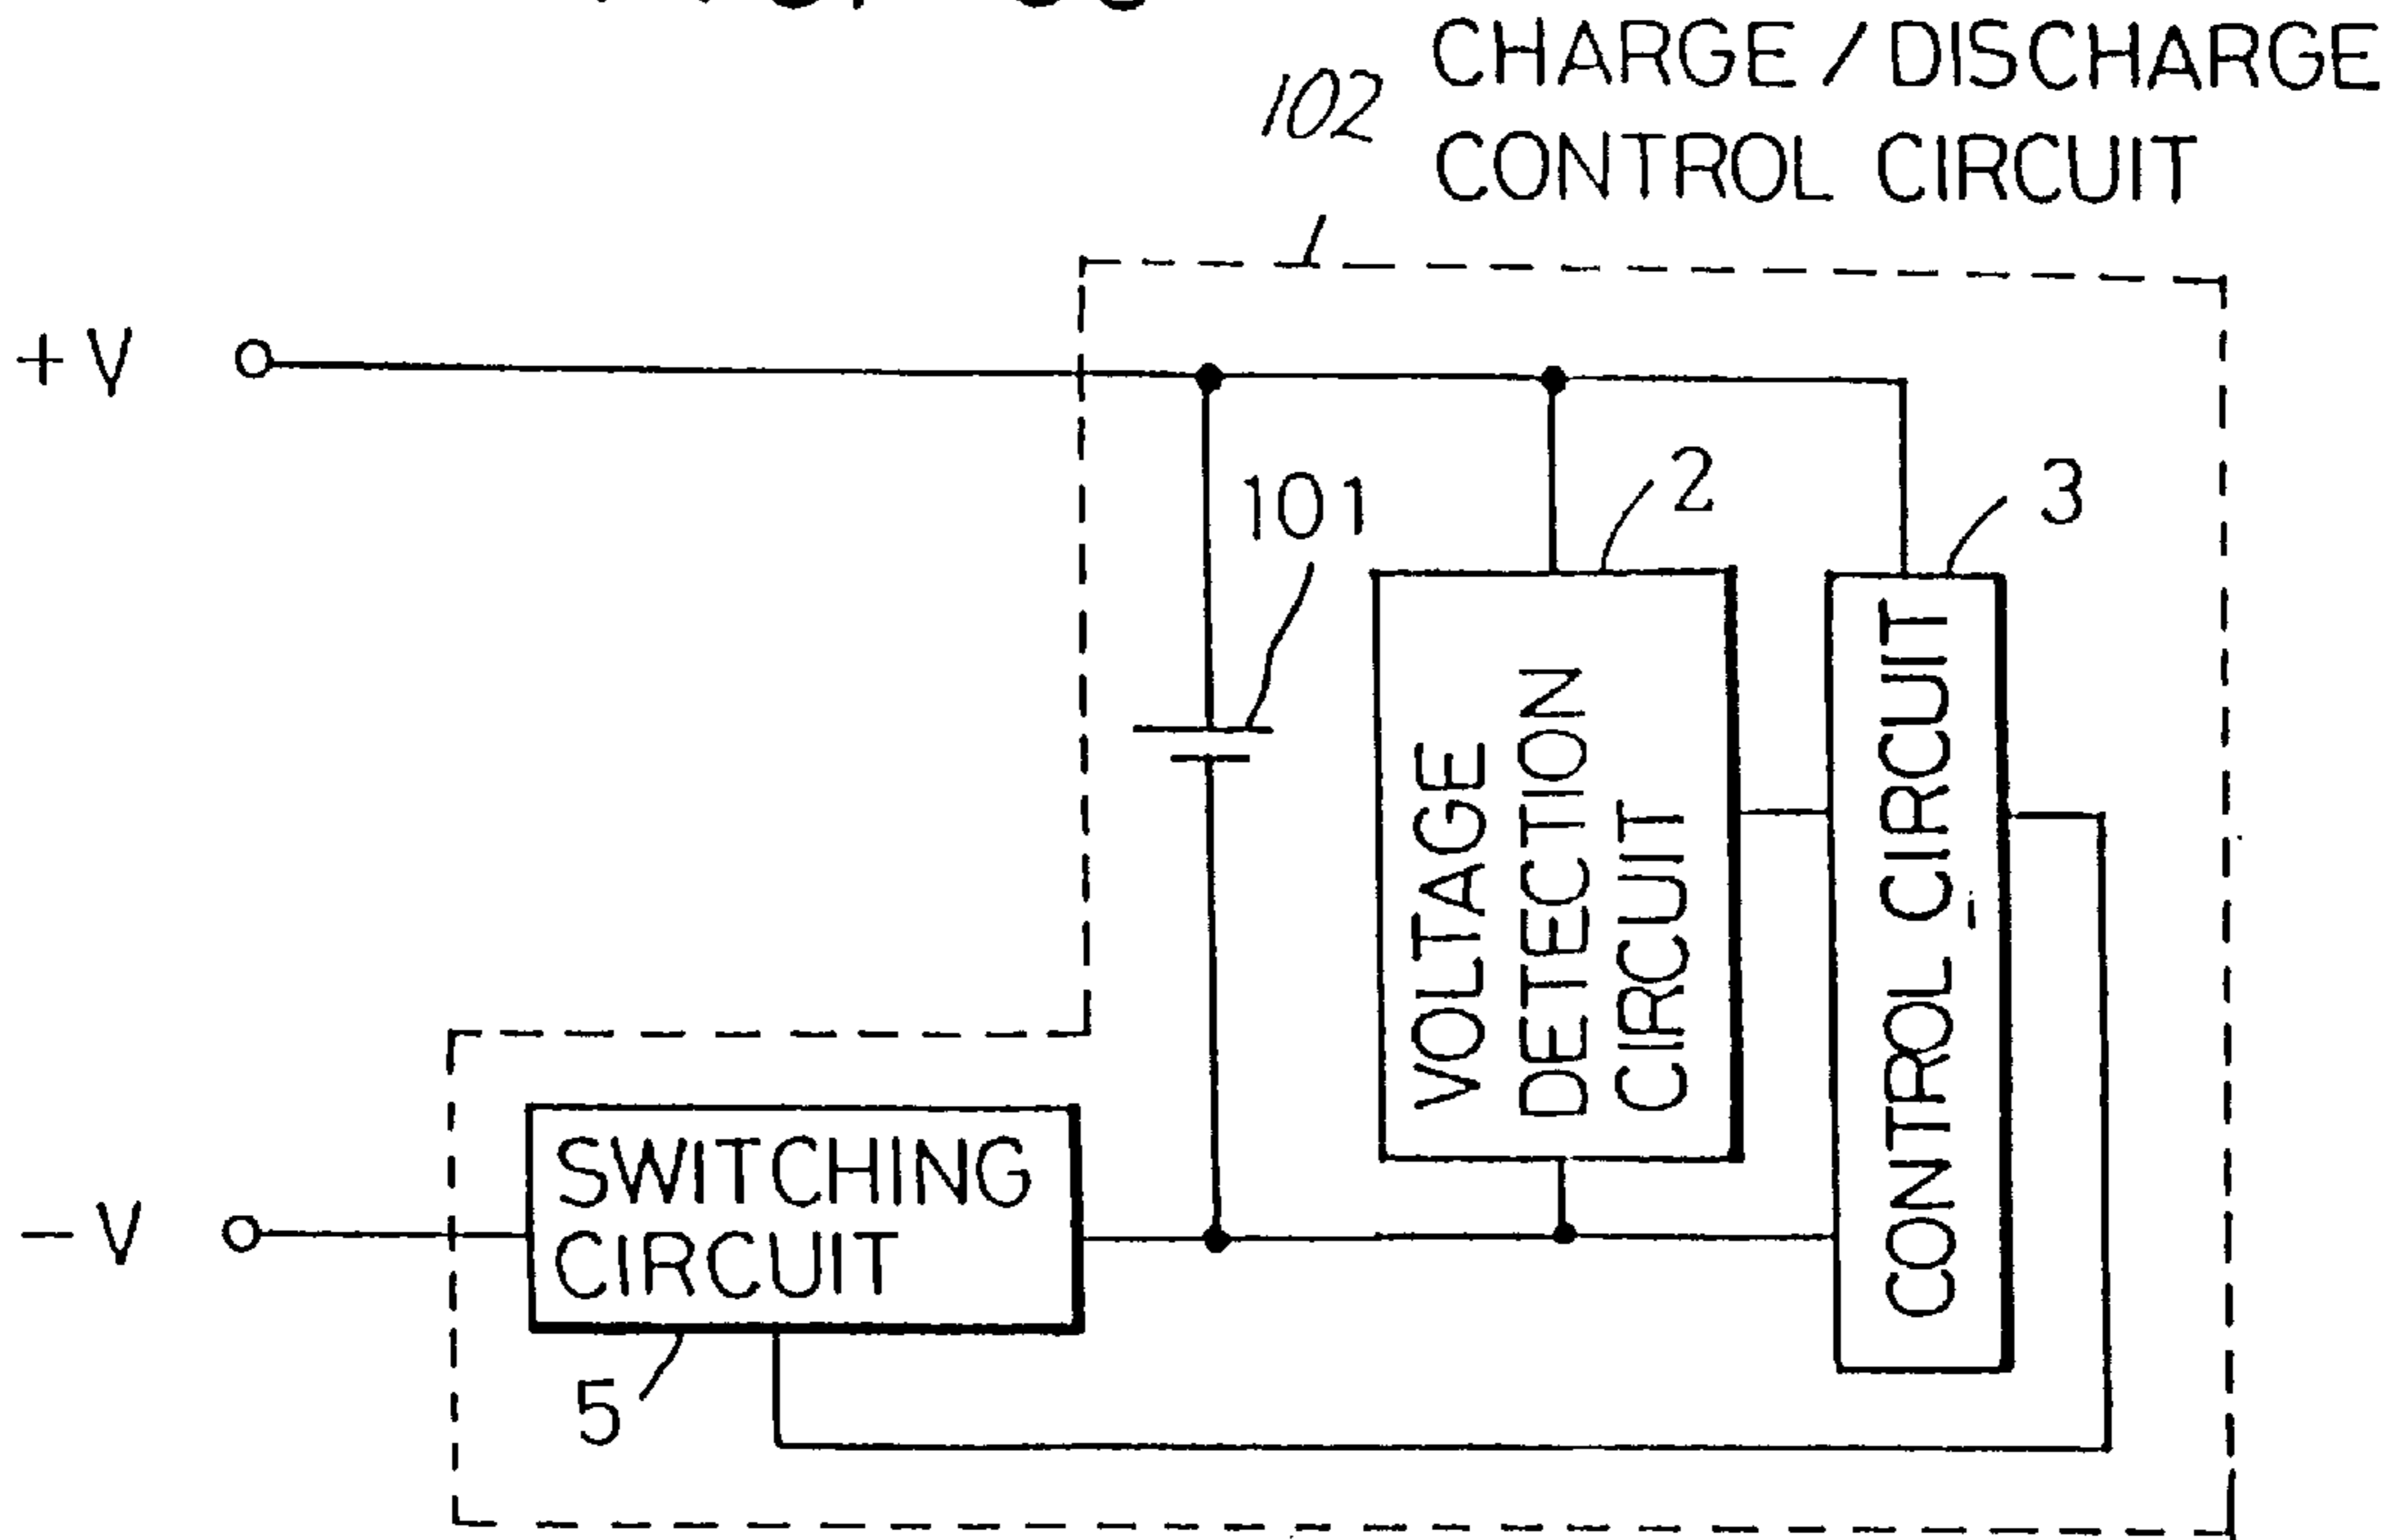 CHARGE / DISCHARGE
CONTROL CIRCUIT
102
+ V
101
2
3
VOLTAGE
DETECTION
CIRCUIT
CONTROL CIRCUIT
SWITCHING
CIRCUIT
- V
5